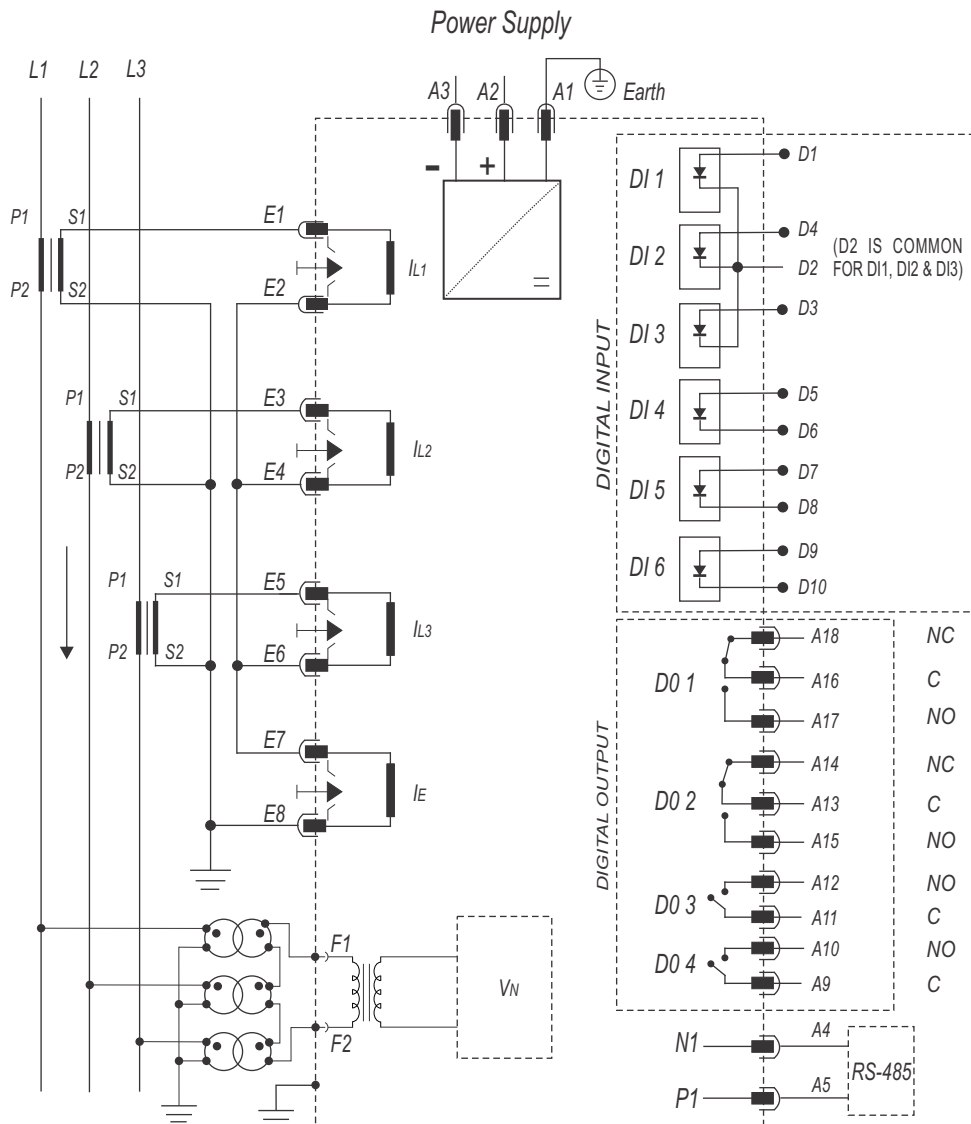 Power Supply
L1 L2 L3
A3 A2 A1 Earth
- +
P1 S1
P2 S2
E1
E2
IL1
P1 S1
P2 S2
E3
E4
IL2
P1 S1
P2 S2
E5
E6
IL3
E7
E8
IE
F1
F2
VN
DIGITAL INPUT
DI 1
D1
DI 2
D4
D2
(D2 IS COMMON
FOR DI1, DI2 & DI3)
DI 3
D3
DI 4
D5
D6
DI 5
D7
D8
DI 6
D9
D10
DIGITAL OUTPUT
D0 1
A18 NC
A16 C
A17 NO
D0 2
A14 NC
A13 C
A15 NO
D0 3
A12 NO
A11 C
D0 4
A10 NO
A9 C
N1 A4
P1 A5
RS-485